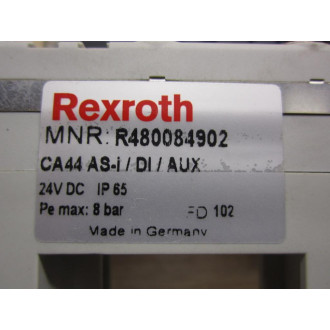 Rexroth
MNR: R480084902
CA44 AS-i / DI / AUX
24V DC IP 65
Pe max: 8 bar FD 102
Made in Germany